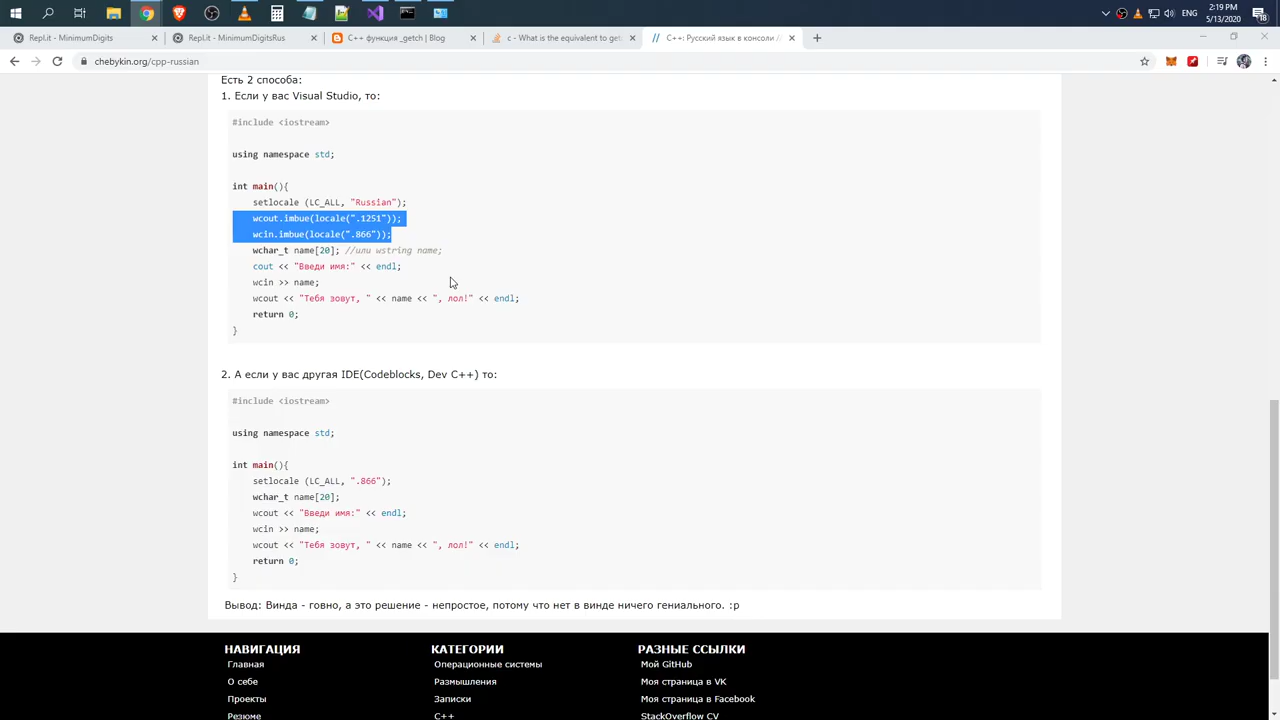 2:19 PM
ENG
5/13/2020
18
Repl.it - MinimumDigits
Repl.it - MinimumDigitsRus
C++ функция _getch | Blog
c - What is the equivalent to getc
C++: Русский язык в консоли //
chebykin.org/cpp-russian
Есть 2 способа:
1. Если у вас Visual Studio, то:
#include <iostream>
using namespace std;
int main(){
setlocale (LC_ALL, "Russian");
wcout.imbue(locale(".1251"));
wcin.imbue(locale(".866"));
wchar_t name[20]; //или wstring name;
cout << "Введи имя:" << endl;
wcin >> name;
wcout << "Тебя зовут, " << name << ", лол!" << endl;
return 0;
}
2. А если у вас другая IDE(Codeblocks, Dev C++) то:
#include <iostream>
using namespace std;
int main(){
setlocale (LC_ALL, ".866");
wchar_t name[20];
wcout << "Введи имя:" << endl;
wcin >> name;
wcout << "Тебя зовут, " << name << ", лол!" << endl;
return 0;
}
Вывод: Винда - говно, а это решение - непростое, потому что нет в винде ничего гениального. :p
НАВИГАЦИЯ
КАТЕГОРИИ
РАЗНЫЕ ССЫЛКИ
Главная
Операционные системы
Мой GitHub
О себе
Размышления
Моя страница в VK
Проекты
Записки
Моя страница в Facebook
Резюме
C++
StackOverflow CV